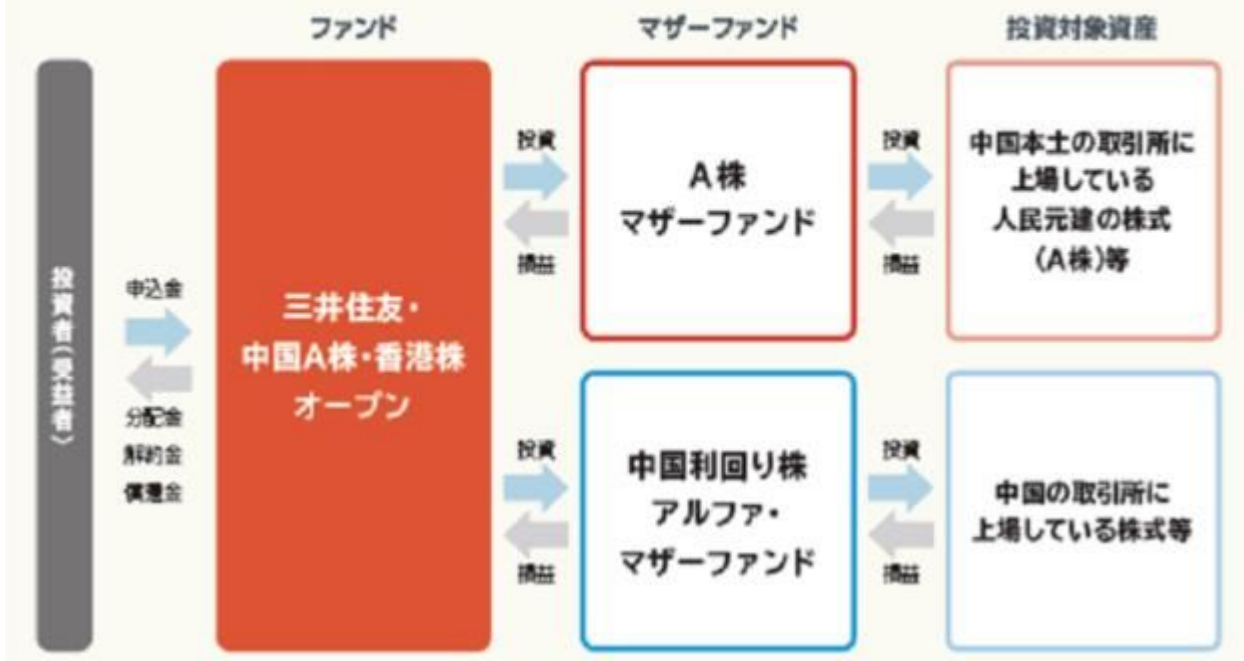 ファンド
マザーファンド
投資対象資産
投資者(受益者)
申込金
分配金
解約金
償還金
三井住友・
中国A株・香港株
オープン
投資
損益
A株
マザーファンド
投資
損益
中国本土の取引所に
上場している
人民元建の株式
(A株)等
投資
損益
中国利回り株
アルファ・
マザーファンド
投資
損益
中国の取引所に
上場している株式等